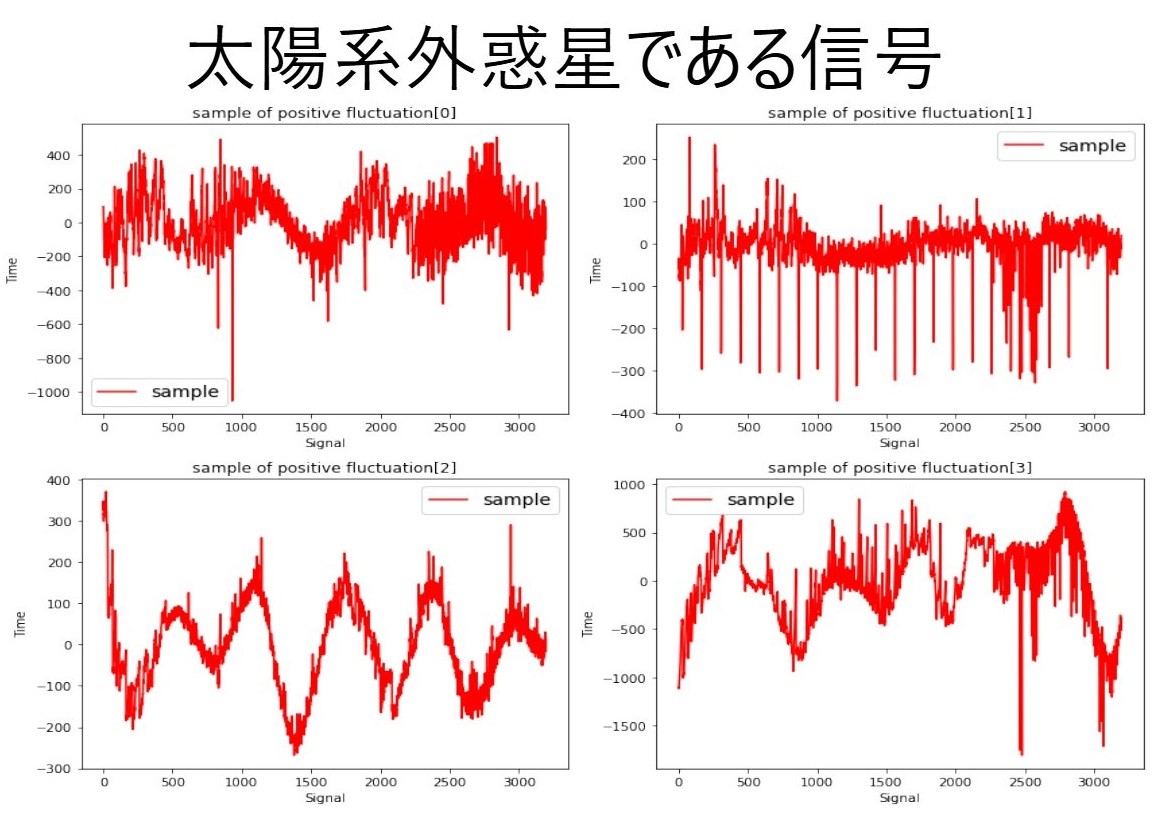 太陽系外惑星である信号
sample of positive fluctuation[0]
400
200
0
−200
−400
−600
−800
−1000
Time
sample
0 500 1000 1500 2000 2500 3000
Signal
sample of positive fluctuation[1]
200
100
0
−100
−200
−300
−400
Time
sample
0 500 1000 1500 2000 2500 3000
Signal
sample of positive fluctuation[2]
400
300
200
100
0
−100
−200
−300
Time
sample
0 500 1000 1500 2000 2500 3000
Signal
sample of positive fluctuation[3]
1000
500
0
−500
−1000
−1500
Time
sample
0 500 1000 1500 2000 2500 3000
Signal